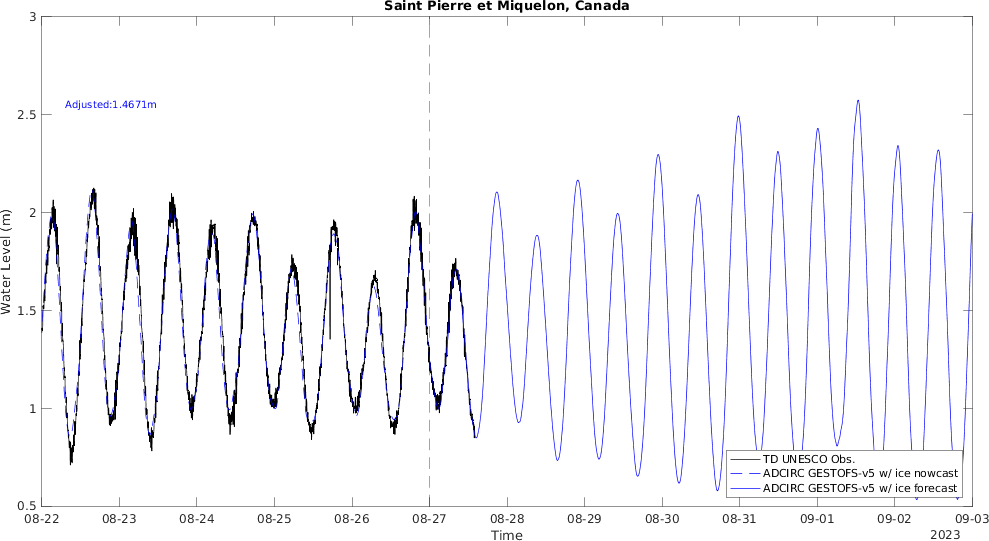 Saint Pierre et Miquelon, Canada
3
Adjusted:1.4671m
2.5
2
Water Level (m)
1.5
1
TD UNESCO Obs.
ADCIRC GESTOFS-v5 w/ ice nowcast
ADCIRC GESTOFS-v5 w/ ice forecast
0.5
08-22 08-23 08-24 08-25 08-26 08-27 08-28 08-29 08-30 08-31 09-01 09-02 09-03
Time 2023